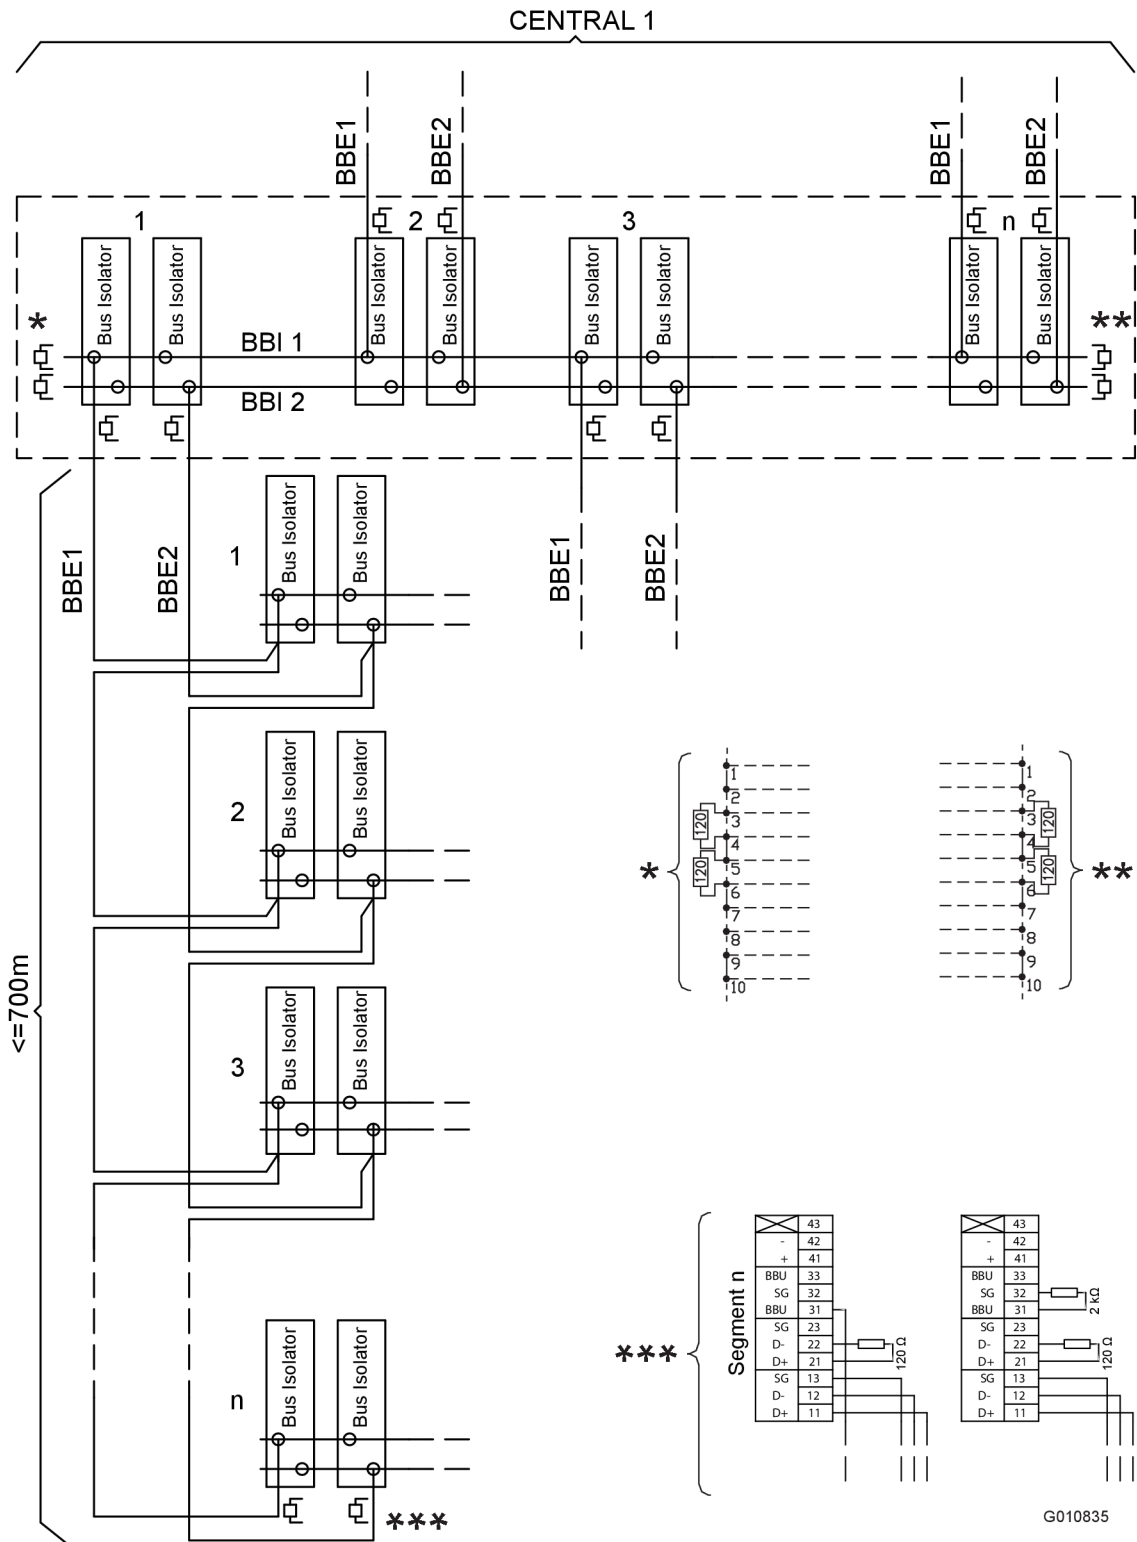 CENTRAL 1
BBE1
BBE2
BBE1
BBE2
1
2
3
n
Bus Isolator
Bus Isolator
Bus Isolator
Bus Isolator
Bus Isolator
Bus Isolator
Bus Isolator
Bus Isolator
*
**
BBI 1
BBI 2
BBE1
BBE2
1
Bus Isolator
Bus Isolator
BBE1
BBE2
2
Bus Isolator
Bus Isolator
<=700m
3
Bus Isolator
Bus Isolator
n
Bus Isolator
Bus Isolator
***
*
120
120
1
2
3
4
5
6
7
8
9
10
1
2
3
4
5
6
7
8
9
10
120
120
**
***
Segment n
43
- 42
+ 41
BBU 33
SG 32
BBU 31
SG 23
D- 22
D+ 21
SG 13
D- 12
D+ 11
120 Ω
43
- 42
+ 41
BBU 33
SG 32
BBU 31
SG 23
D- 22
D+ 21
SG 13
D- 12
D+ 11
2 kΩ
120 Ω
G010835